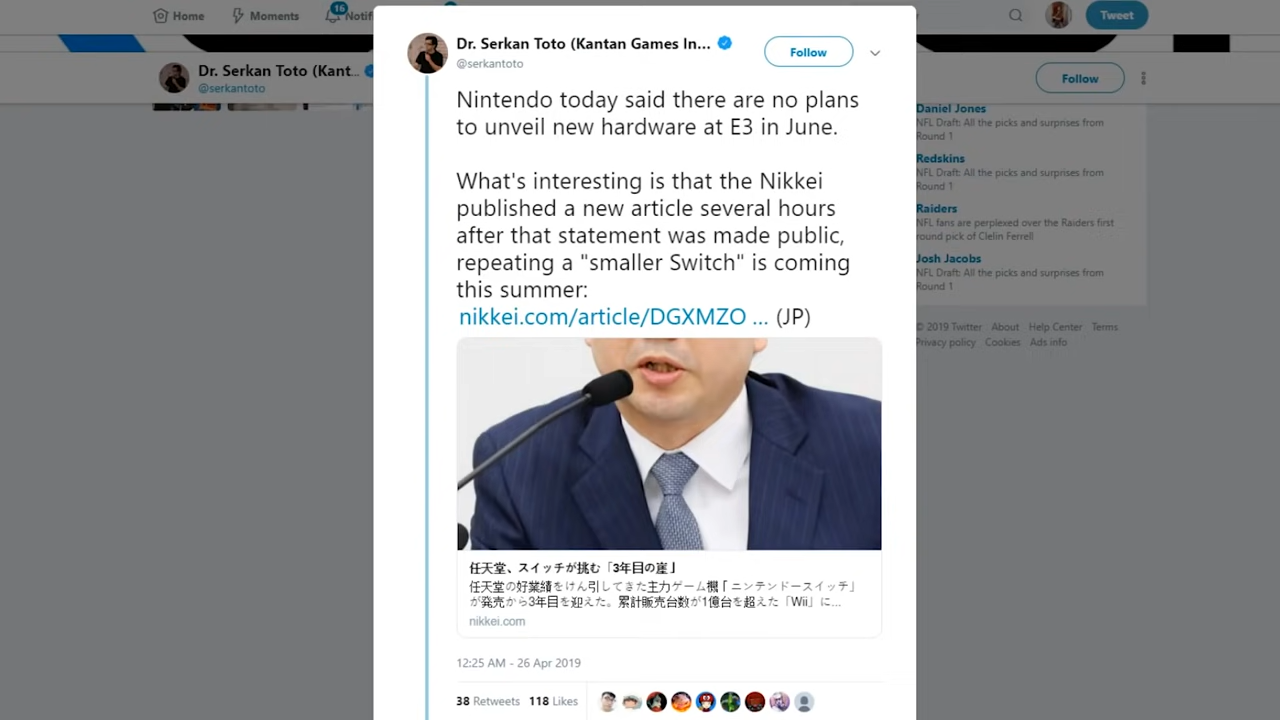 Home
Moments
16
Notifi
Tweet
Dr. Serkan Toto (Kant...
@serkantoto
Follow
Dr. Serkan Toto (Kantan Games In...
@serkantoto
Follow
Nintendo today said there are no plans
to unveil new hardware at E3 in June.
What's interesting is that the Nikkei
published a new article several hours
after that statement was made public,
repeating a "smaller Switch" is coming
this summer:
nikkei.com/article/DGXMZO ... (JP)
任天堂、スイッチが挑む「3年目の崖」
任天堂の好業績をけん引してきた主力ゲーム機「ニンテンドースイッチ」
が発売から3年目を迎えた。累計販売台数が1億台を超えた「Wii」に...
nikkei.com
12:25 AM - 26 Apr 2019
38 Retweets 118 Likes
Daniel Jones
NFL Draft: All the picks and surprises from
Round 1
Redskins
NFL Draft: All the picks and surprises from
Round 1
Raiders
NFL fans are perplexed over the Raiders first
round pick of Clelin Ferrell
Josh Jacobs
NFL Draft: All the picks and surprises from
Round 1
© 2019 Twitter About Help Center Terms
Privacy policy Cookies Ads info